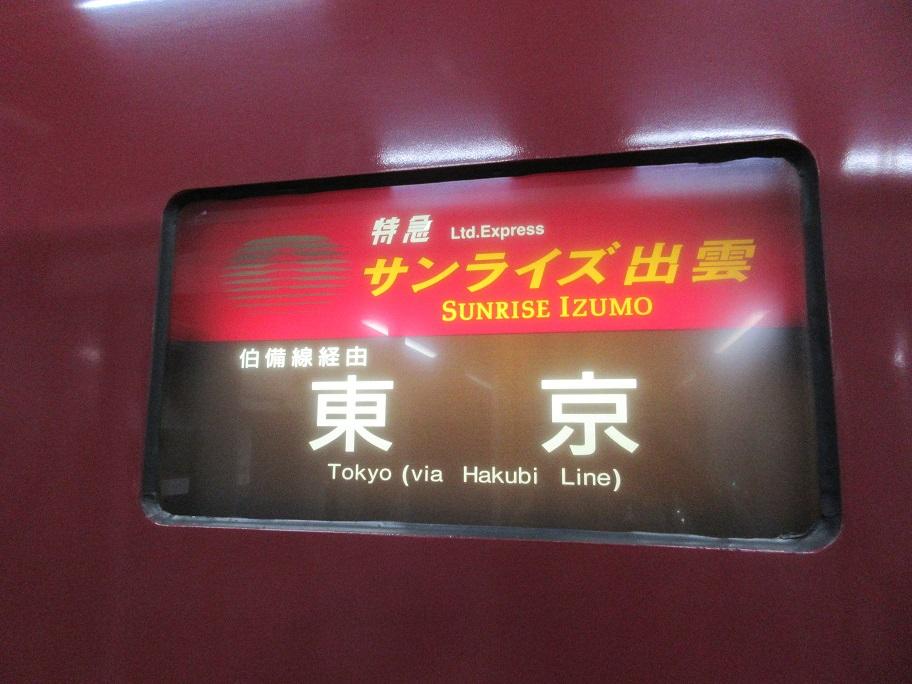 特急 Ltd.Express
サンライズ出雲
SUNRISE IZUMO
伯備線経由
東京
Tokyo (via Hakubi Line)